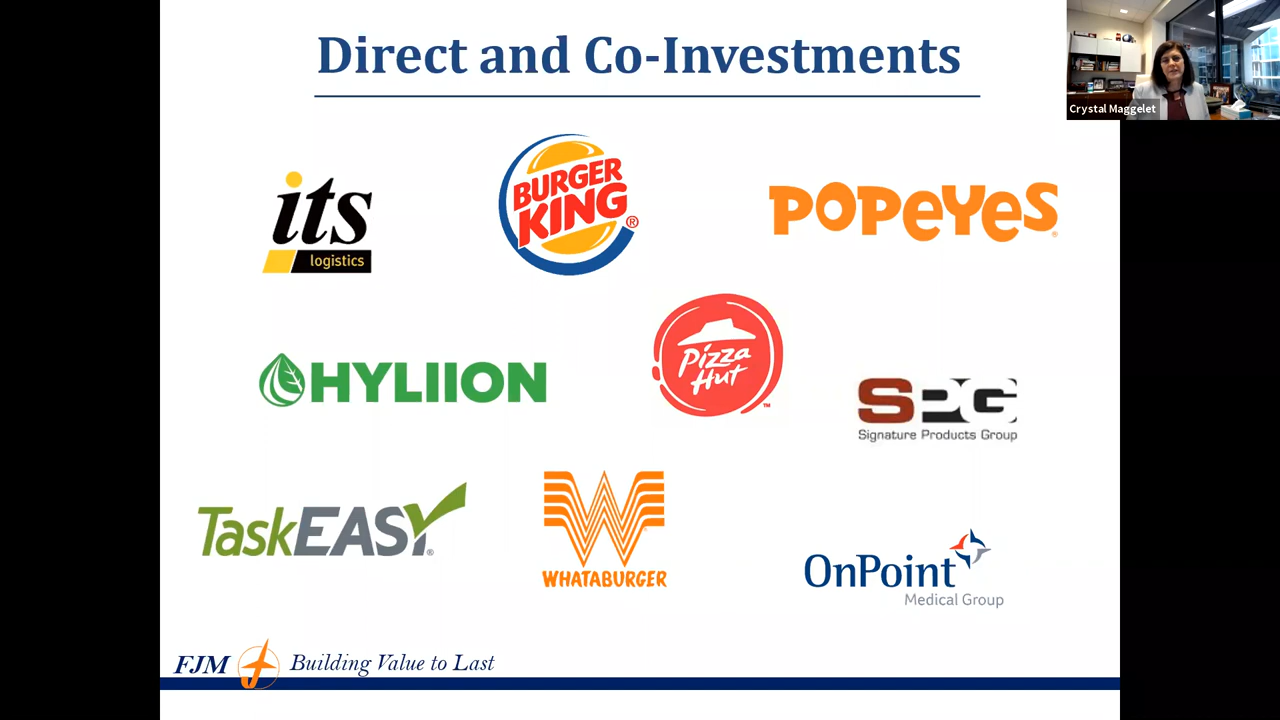 Direct and Co-Investments
Crystal Maggelet
its
logistics
BURGER
KING®
POPEYES®
HYLIION
Pizza
Hut™
SPG
Signature Products Group
TaskEASY®
W
WHATABURGER
OnPoint
Medical Group
FJM
Building Value to Last